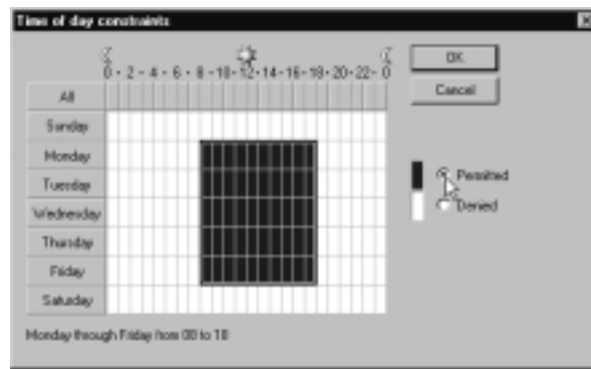 Time of day constraints
0 · 2 · 4 · 6 · 8 · 10 · 12 · 14 · 16 · 18 · 20 · 22 · 0
OK
Cancel
All
Sunday
Monday
Tuesday
Wednesday
Thursday
Friday
Saturday
Permitted
Denied
Monday through Friday from 08 to 18